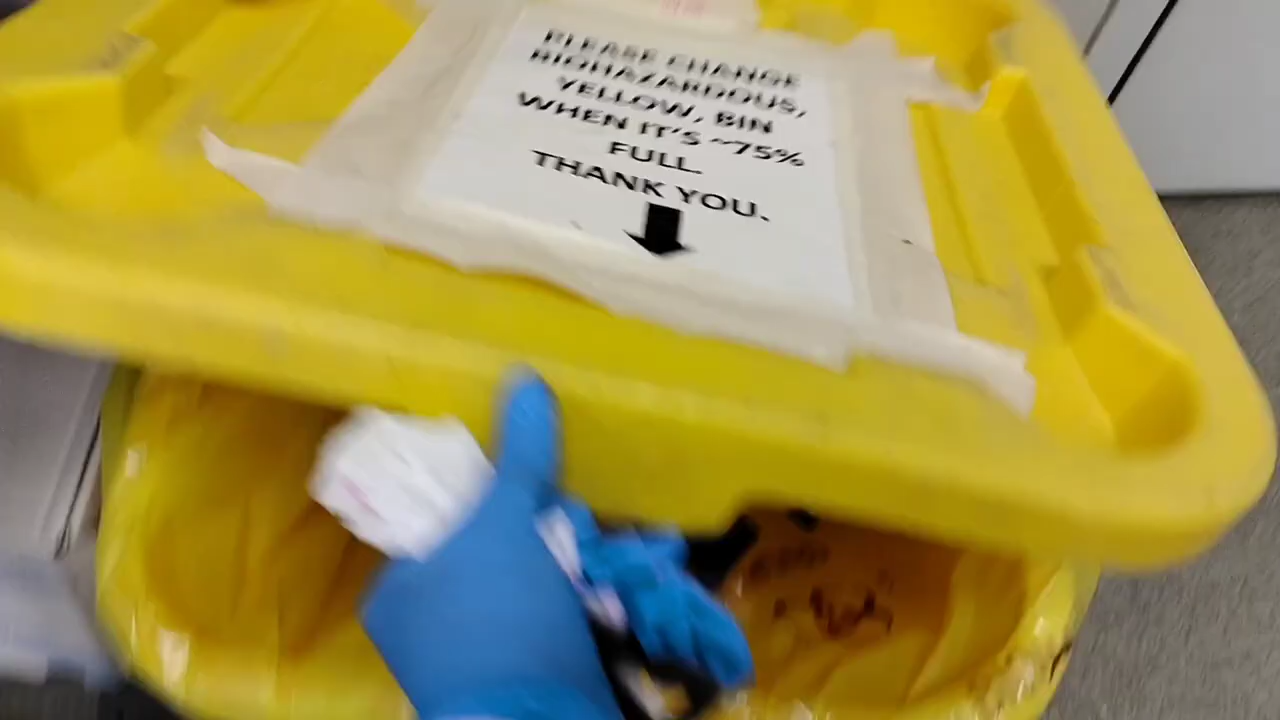 PLEASE CHANGE
BIOHAZARDOUS,
YELLOW, BIN
WHEN IT'S ~75%
FULL.
THANK YOU.